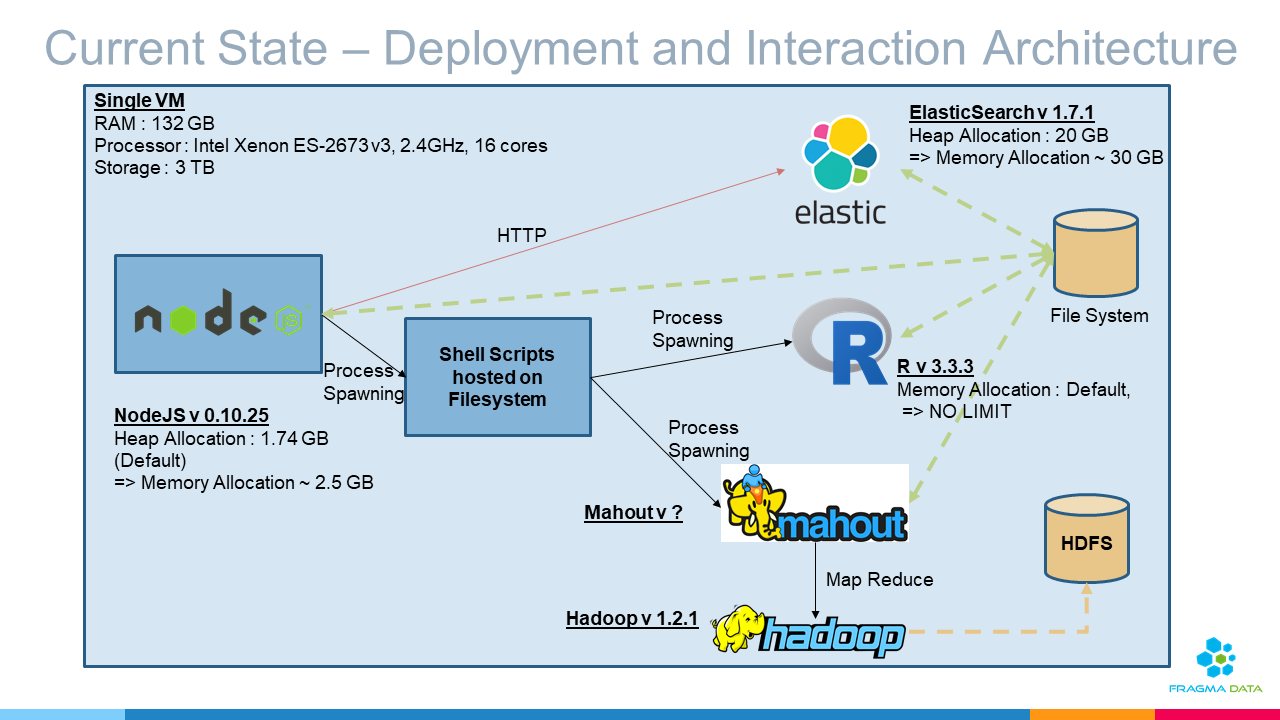 Current State – Deployment and Interaction Architecture
Single VM
RAM : 132 GB
Processor : Intel Xenon ES-2673 v3, 2.4GHz, 16 cores
Storage : 3 TB
ElasticSearch v 1.7.1
Heap Allocation : 20 GB
=> Memory Allocation ~ 30 GB
elastic
HTTP
File System
node
JS
Process
Spawning
Shell Scripts
hosted on
Filesystem
Process
Spawning
R
R v 3.3.3
Memory Allocation : Default,
=> NO LIMIT
NodeJS v 0.10.25
Heap Allocation : 1.74 GB
(Default)
=> Memory Allocation ~ 2.5 GB
Process
Spawning
Mahout v ?
mahout
HDFS
Map Reduce
Hadoop v 1.2.1
hadoop
FRAGMA DATA